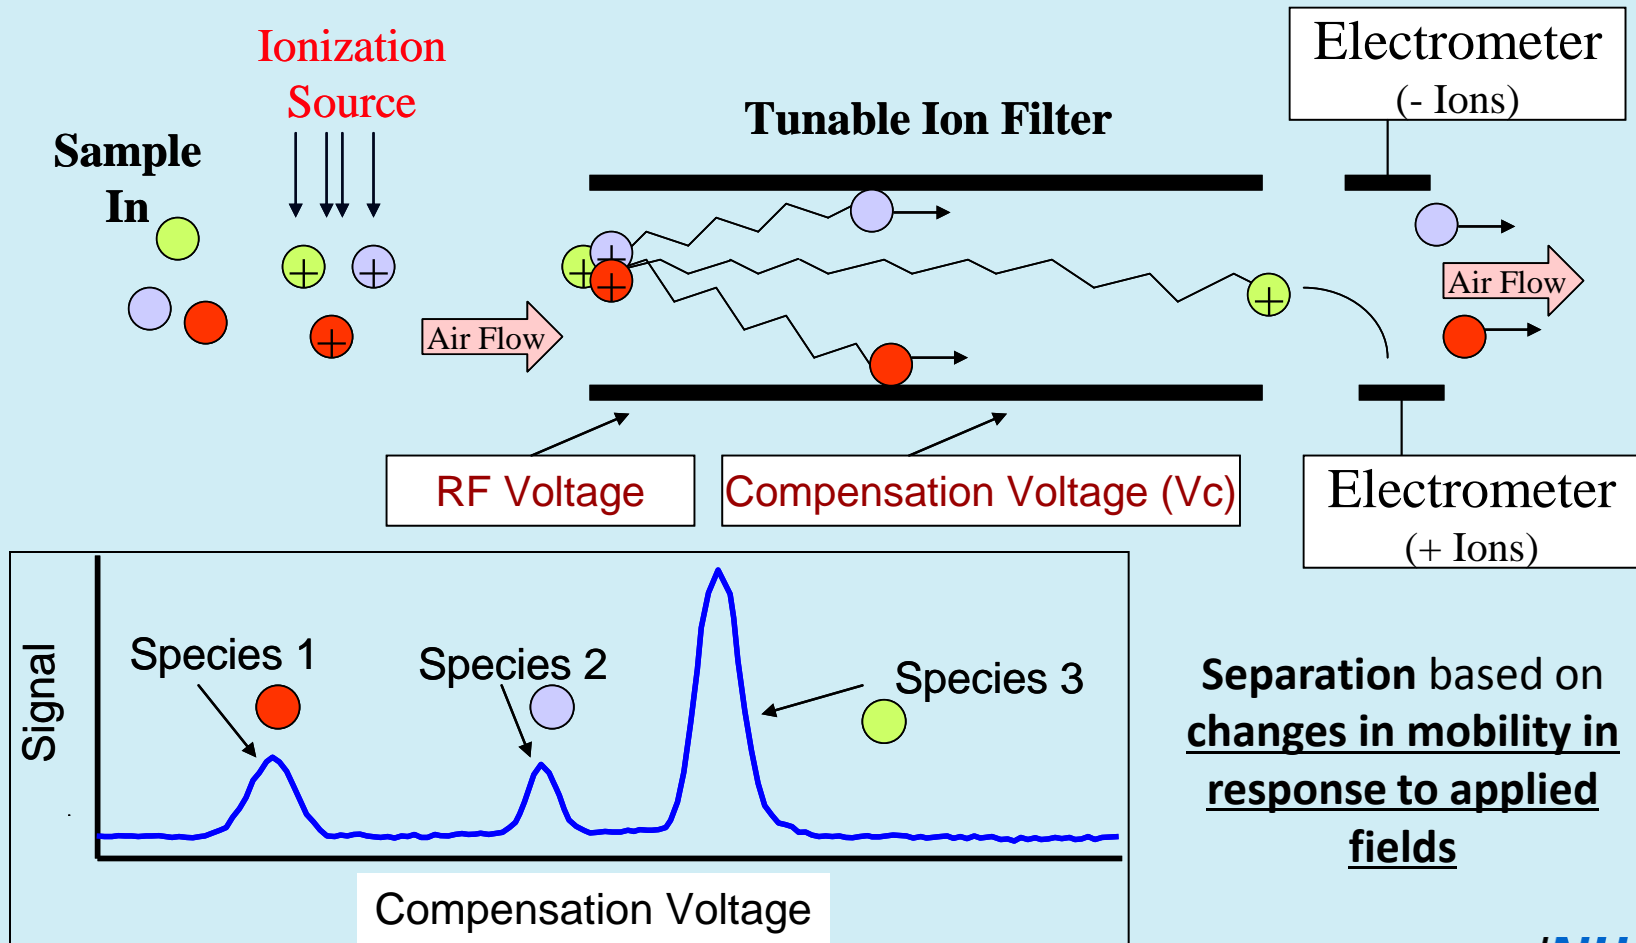 Ionization
Source
Sample
In
Tunable Ion Filter
Electrometer
(- Ions)
+
+
+
+
+
+
+
Air Flow
Air Flow
RF Voltage
Compensation Voltage (Vc)
Electrometer
(+ Ions)
Signal
Species 1
Species 2
Species 3
Compensation Voltage
Separation based on
changes in mobility in
response to applied
fields